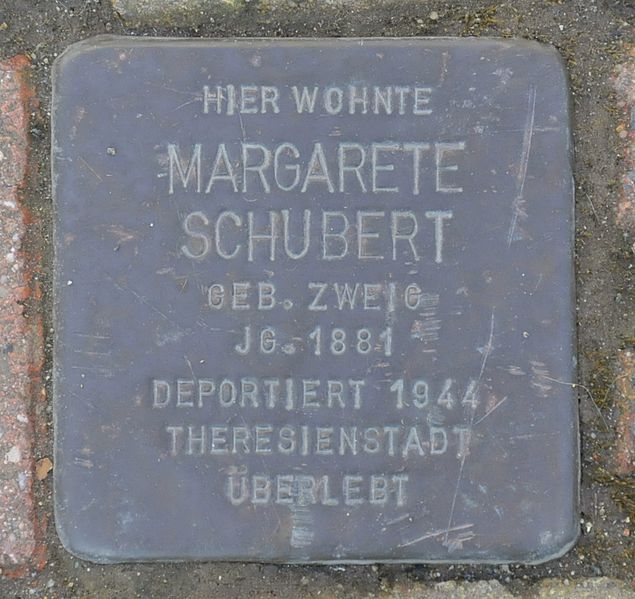 HIER WOHNTE
MARGARETE
SCHUBERT
GEB. ZWEIG
JG. 1881
DEPORTIERT 1944
THERESIENSTADT
ÜBERLEBT